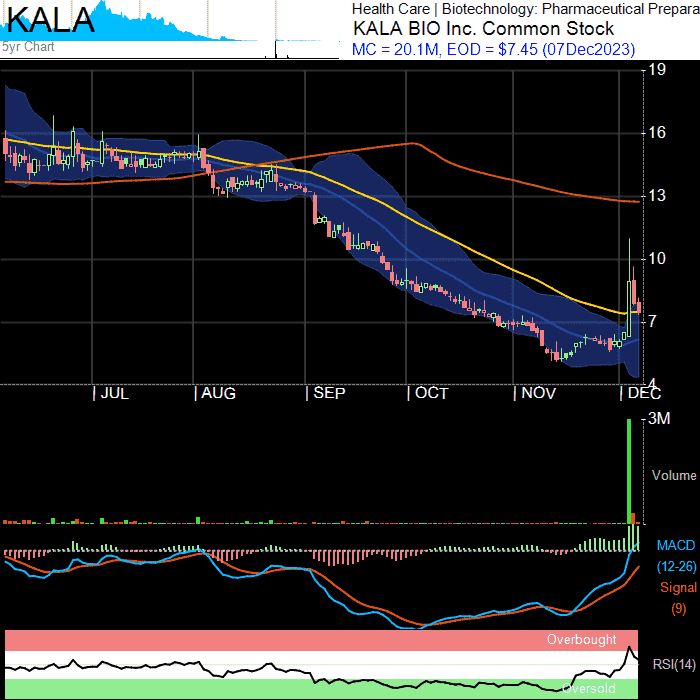 KALA
5yr Chart
Health Care | Biotechnology: Pharmaceutical Prepara
KALA BIO Inc. Common Stock
MC = 20.1M, EOD = $7.45 (07Dec2023)
19
16
13
10
7
4
JUL
AUG
SEP
OCT
NOV
DEC
3M
Volume
MACD
(12-26)
Signal
(9)
Overbought
RSI(14)
Oversold